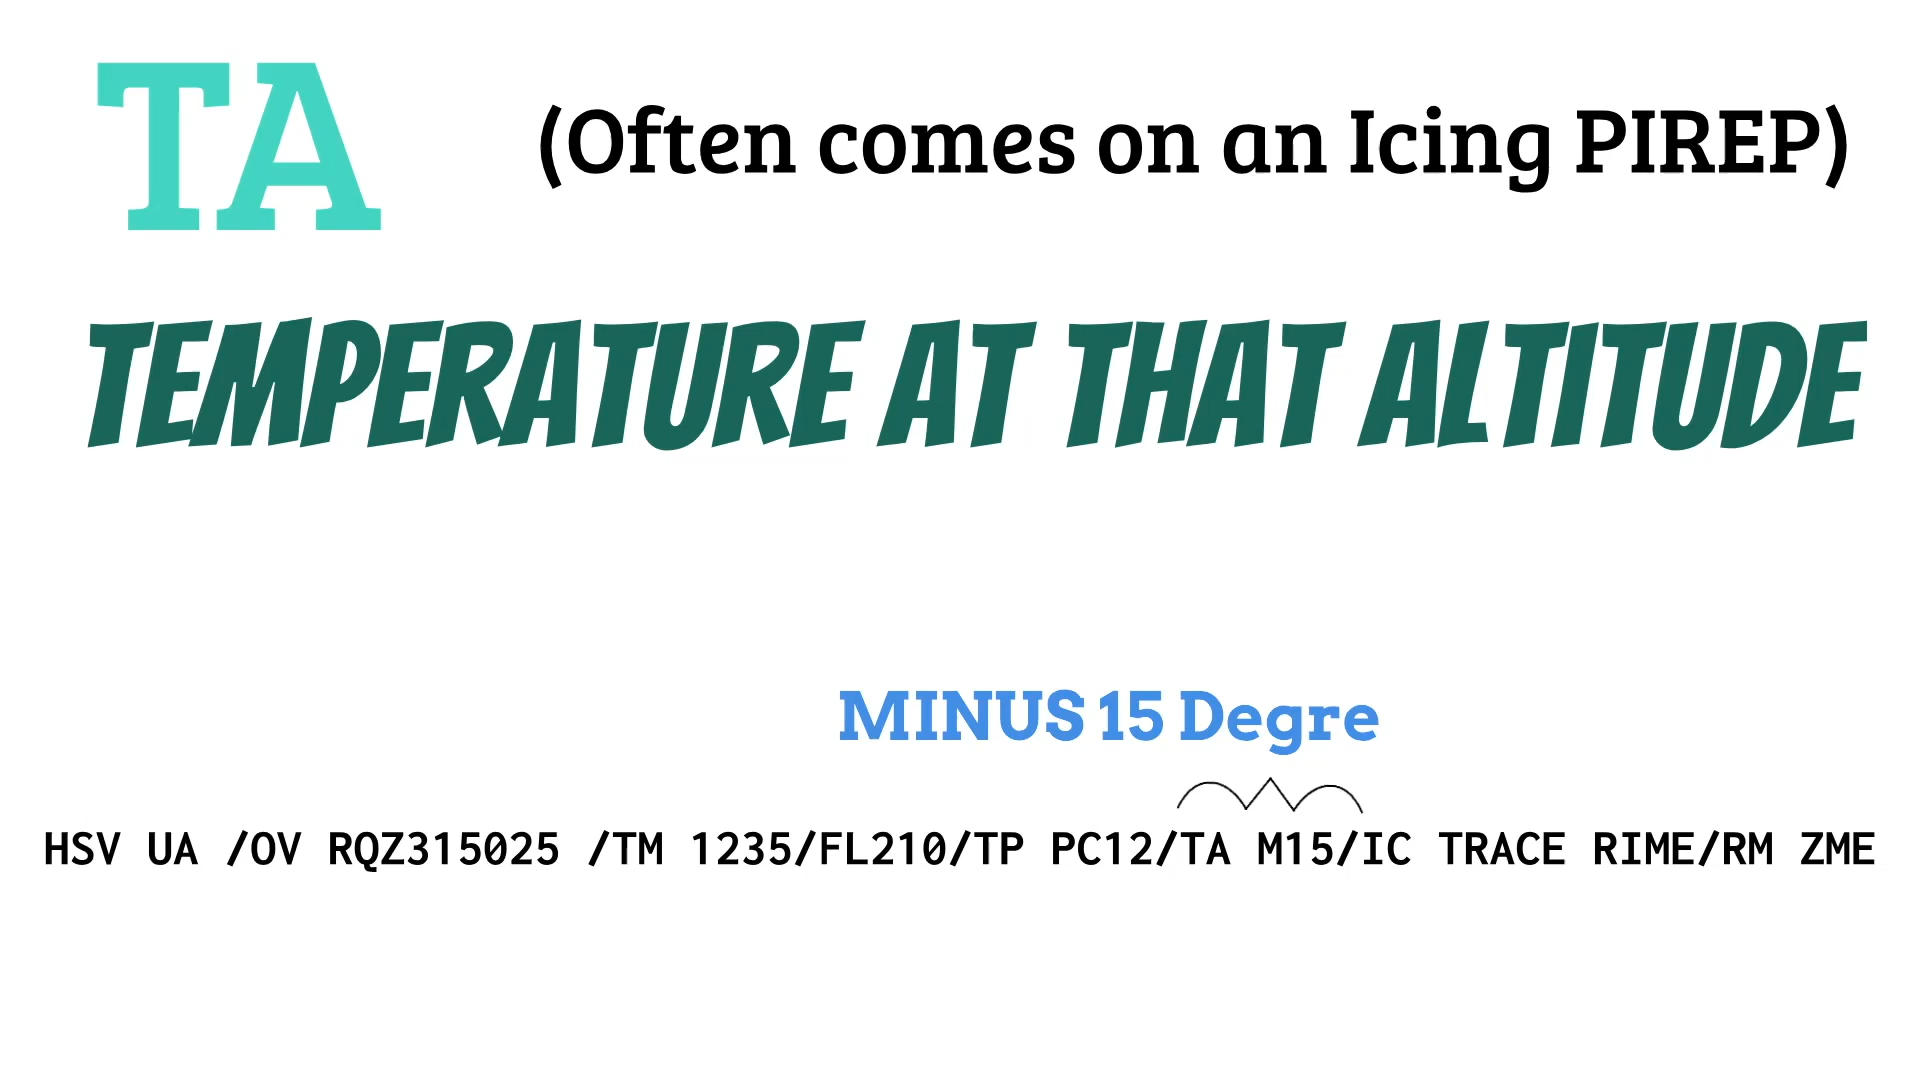 TA
(Often comes on an Icing PIREP)
TEMPERATURE AT THAT ALTITUDE
MINUS 15 Degre
HSV UA /OV RQZ315025 /TM 1235/FL210/TP PC12/TA M15/IC TRACE RIME/RM ZME